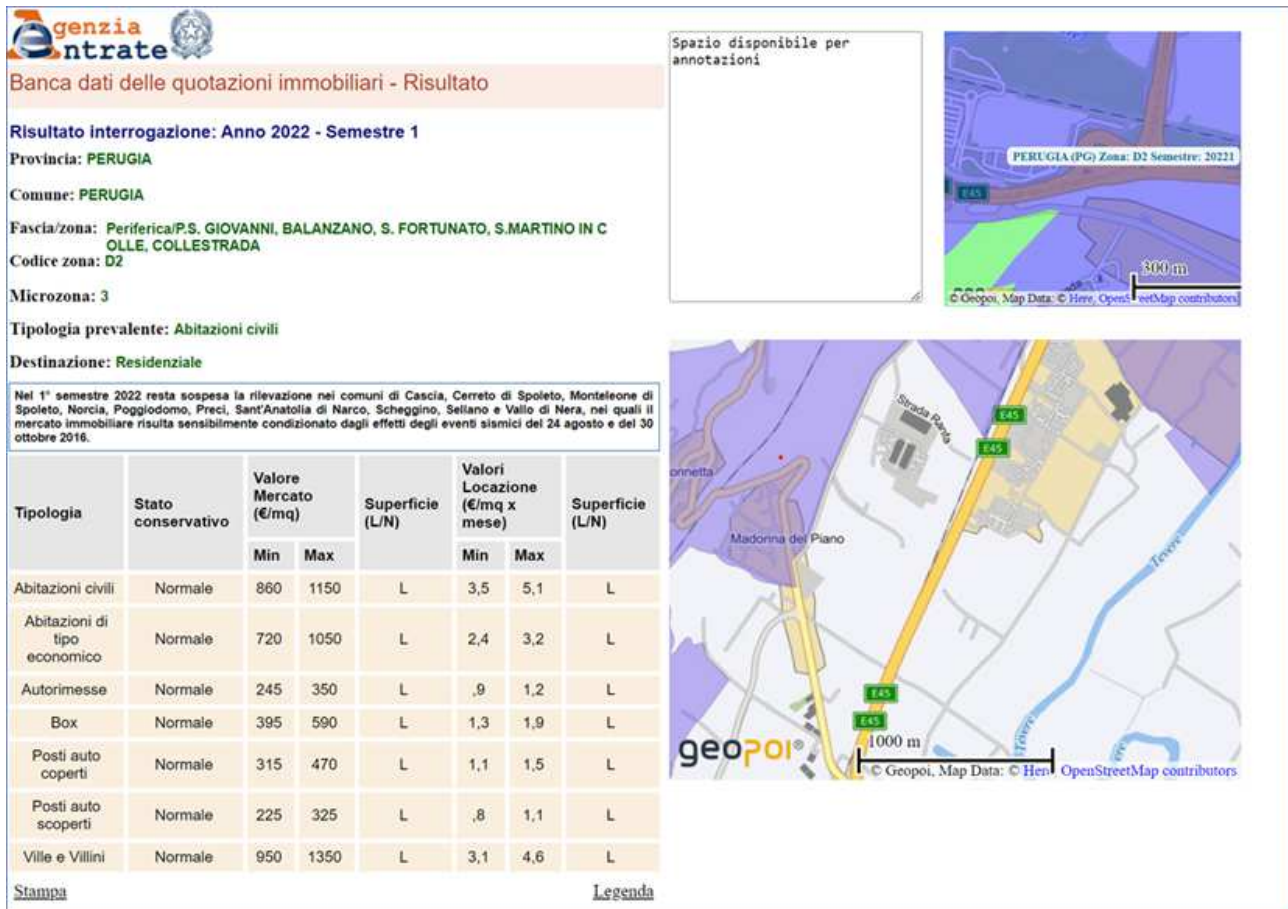 Agenzia
Entrate
Banca dati delle quotazioni immobiliari - Risultato
Risultato interrogazione: Anno 2022 - Semestre 1
Provincia: PERUGIA
Comune: PERUGIA
Fascia/zona: Periferica/P.S. GIOVANNI, BALANZANO, S. FORTUNATO, S.MARTINO IN C
OLLE, COLLESTRADA
Codice zona: D2
Microzona: 3
Tipologia prevalente: Abitazioni civili
Destinazione: Residenziale
Nel 1° semestre 2022 resta sospesa la rilevazione nei comuni di Cascia, Cerreto di Spoleto, Monteleone di
Spoleto, Norcia, Poggiodomo, Preci, Sant'Anatolia di Narco, Scheggino, Sellano e Vallo di Nera, nei quali il
mercato immobiliare risulta sensibilmente condizionato dagli effetti degli eventi sismici del 24 agosto e del 30
ottobre 2016.
Tipologia Stato conservativo Valore Mercato (€/mq) Superficie (L/N) Valori Locazione (€/mq x mese) Superficie (L/N)
Min Max Min Max
Abitazioni civili Normale 860 1150 L 3,5 5,1 L
Abitazioni di tipo economico Normale 720 1050 L 2,4 3,2 L
Autorimesse Normale 245 350 L ,9 1,2 L
Box Normale 395 590 L 1,3 1,9 L
Posti auto coperti Normale 315 470 L 1,1 1,5 L
Posti auto scoperti Normale 225 325 L ,8 1,1 L
Ville e Villini Normale 950 1350 L 3,1 4,6 L
Stampa Legenda
Spazio disponibile per
annotazioni
PERUGIA (PG) Zona: D2 Semestre: 20221
E45
300 m
© Geopoi, Map Data: © Here, OpenStreetMap contributors
Strada Ranfa
E45
E45
onnetta
Madonna del Piano
Tevere
E45
E45
Tevere
geopoi®
1000 m
© Geopoi, Map Data: © Here OpenStreetMap contributors